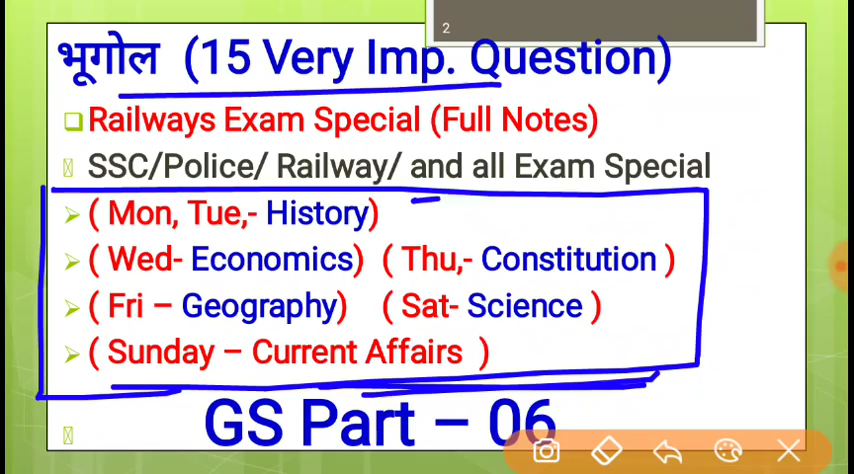 2
भूगोल (15 Very Imp. Question)
Railways Exam Special (Full Notes)
SSC/Police/ Railway/ and all Exam Special
( Mon, Tue,- History)
( Wed- Economics) ( Thu,- Constitution )
( Fri – Geography) ( Sat- Science )
( Sunday – Current Affairs )
GS Part – 06